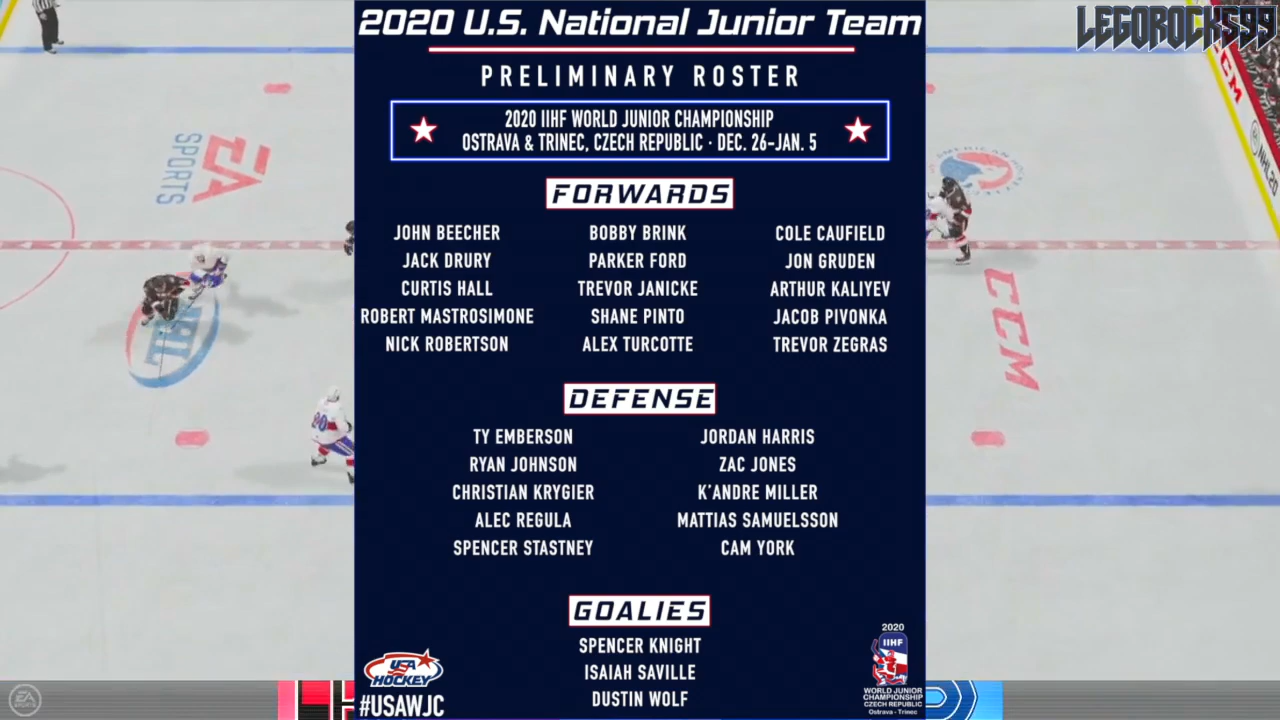 LEGOROCKS99
2020 U.S. National Junior Team
PRELIMINARY ROSTER
2020 IIHF WORLD JUNIOR CHAMPIONSHIP
OSTRAVA & TRINEC, CZECH REPUBLIC · DEC. 26-JAN. 5
FORWARDS
JOHN BEECHER BOBBY BRINK COLE CAUFIELD
JACK DRURY PARKER FORD JON GRUDEN
CURTIS HALL TREVOR JANICKE ARTHUR KALIYEV
ROBERT MASTROSIMONE SHANE PINTO JACOB PIVONKA
NICK ROBERTSON ALEX TURCOTTE TREVOR ZEGRAS
DEFENSE
TY EMBERSON JORDAN HARRIS
RYAN JOHNSON ZAC JONES
CHRISTIAN KRYGIER K'ANDRE MILLER
ALEC REGULA MATTIAS SAMUELSSON
SPENCER STASTNEY CAM YORK
GOALIES
SPENCER KNIGHT
ISAIAH SAVILLE
DUSTIN WOLF
USA
HOCKEY
#USAWJC
2020
IIHF
WORLD JUNIOR
CHAMPIONSHIP
CZECH REPUBLIC
Ostrava - Trinec
EA
SPORTS
CCM
CCM
NHL 20